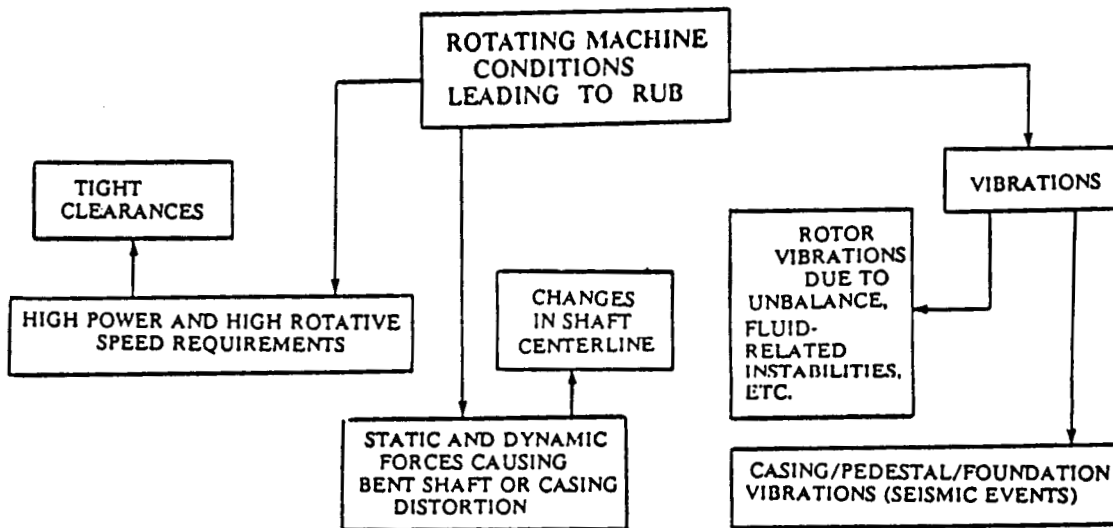 ROTATING MACHINE
CONDITIONS
LEADING TO RUB
TIGHT
CLEARANCES
HIGH POWER AND HIGH ROTATIVE
SPEED REQUIREMENTS
CHANGES
IN SHAFT
CENTERLINE
STATIC AND DYNAMIC
FORCES CAUSING
BENT SHAFT OR CASING
DISTORTION
VIBRATIONS
ROTOR
VIBRATIONS
DUE TO
UNBALANCE,
FLUID-
RELATED
INSTABILITIES,
ETC.
CASING/PEDESTAL/FOUNDATION
VIBRATIONS (SEISMIC EVENTS)